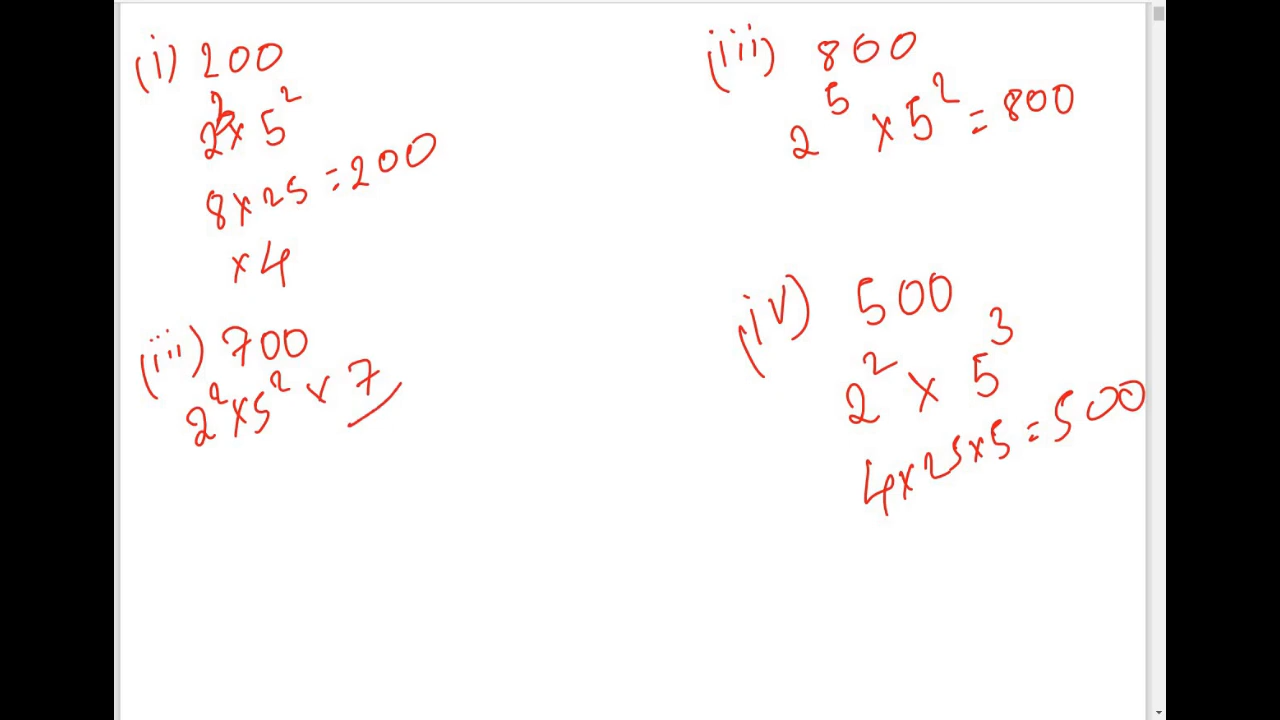 (i) 200
2³ x 5²
8 x 25 = 200
x 4
(iii) 700
2² x 5² x 7
(iii) 800
2⁵ x 5² = 800
(iv) 500
2² x 5³
4 x 25 x 5 = 500